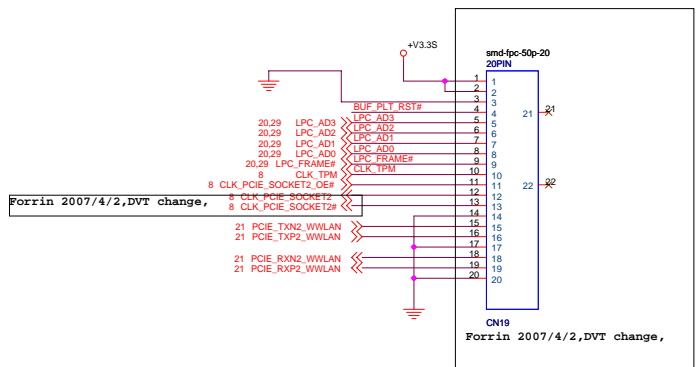 +V3.3S
smd-fpc-50p-20
20PIN
1 1
2 2
3 3
BUF_PLT_RST# 4 4
21 21
20,29 LPC_AD3 LPC_AD3 5 5
20,29 LPC_AD2 LPC_AD2 6 6
20,29 LPC_AD1 LPC_AD1 7 7
20,29 LPC_AD0 LPC_AD0 8 8
20,29 LPC_FRAME# LPC_FRAME# 9 9
8 CLK_TPM CLK_TPM 10 10
8 CLK_PCIE_SOCKET2_OE# 11 11
22 22
8 CLK_PCIE_SOCKET2 12 12
Forrin 2007/4/2,DVT change,
8 CLK_PCIE_SOCKET2# 13 13
14 14
21 PCIE_TXN2_WWLAN 15 15
21 PCIE_TXP2_WWLAN 16 16
17 17
21 PCIE_RXN2_WWLAN 18 18
21 PCIE_RXP2_WWLAN 19 19
20 20
CN19
Forrin 2007/4/2,DVT change,